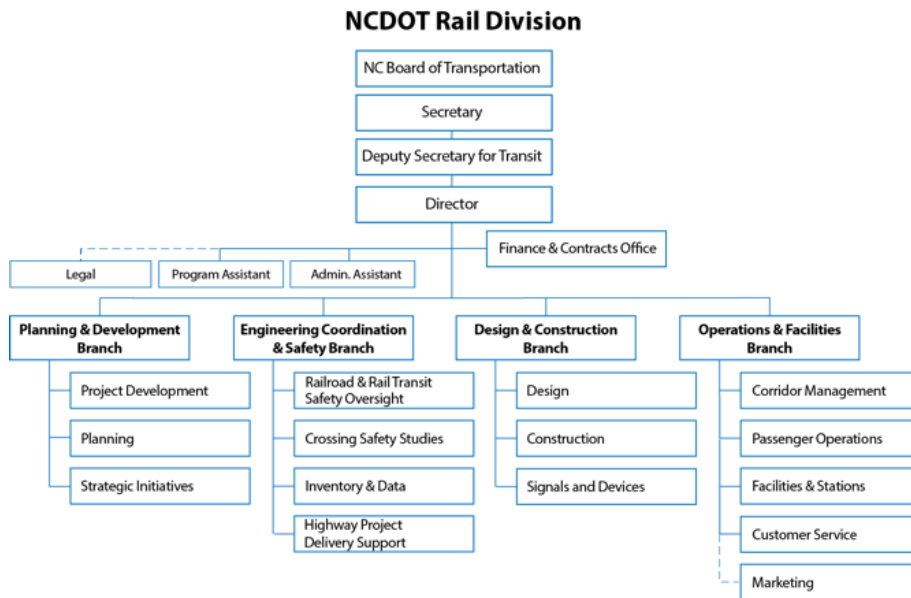 NCDOT Rail Division
NC Board of Transportation
Secretary
Deputy Secretary for Transit
Director
Finance & Contracts Office
Legal
Program Assistant
Admin. Assistant
Planning & Development
Branch
Project Development
Planning
Strategic Initiatives
Engineering Coordination
& Safety Branch
Railroad & Rail Transit
Safety Oversight
Crossing Safety Studies
Inventory & Data
Highway Project
Delivery Support
Design & Construction
Branch
Design
Construction
Signals and Devices
Operations & Facilities
Branch
Corridor Management
Passenger Operations
Facilities & Stations
Customer Service
Marketing